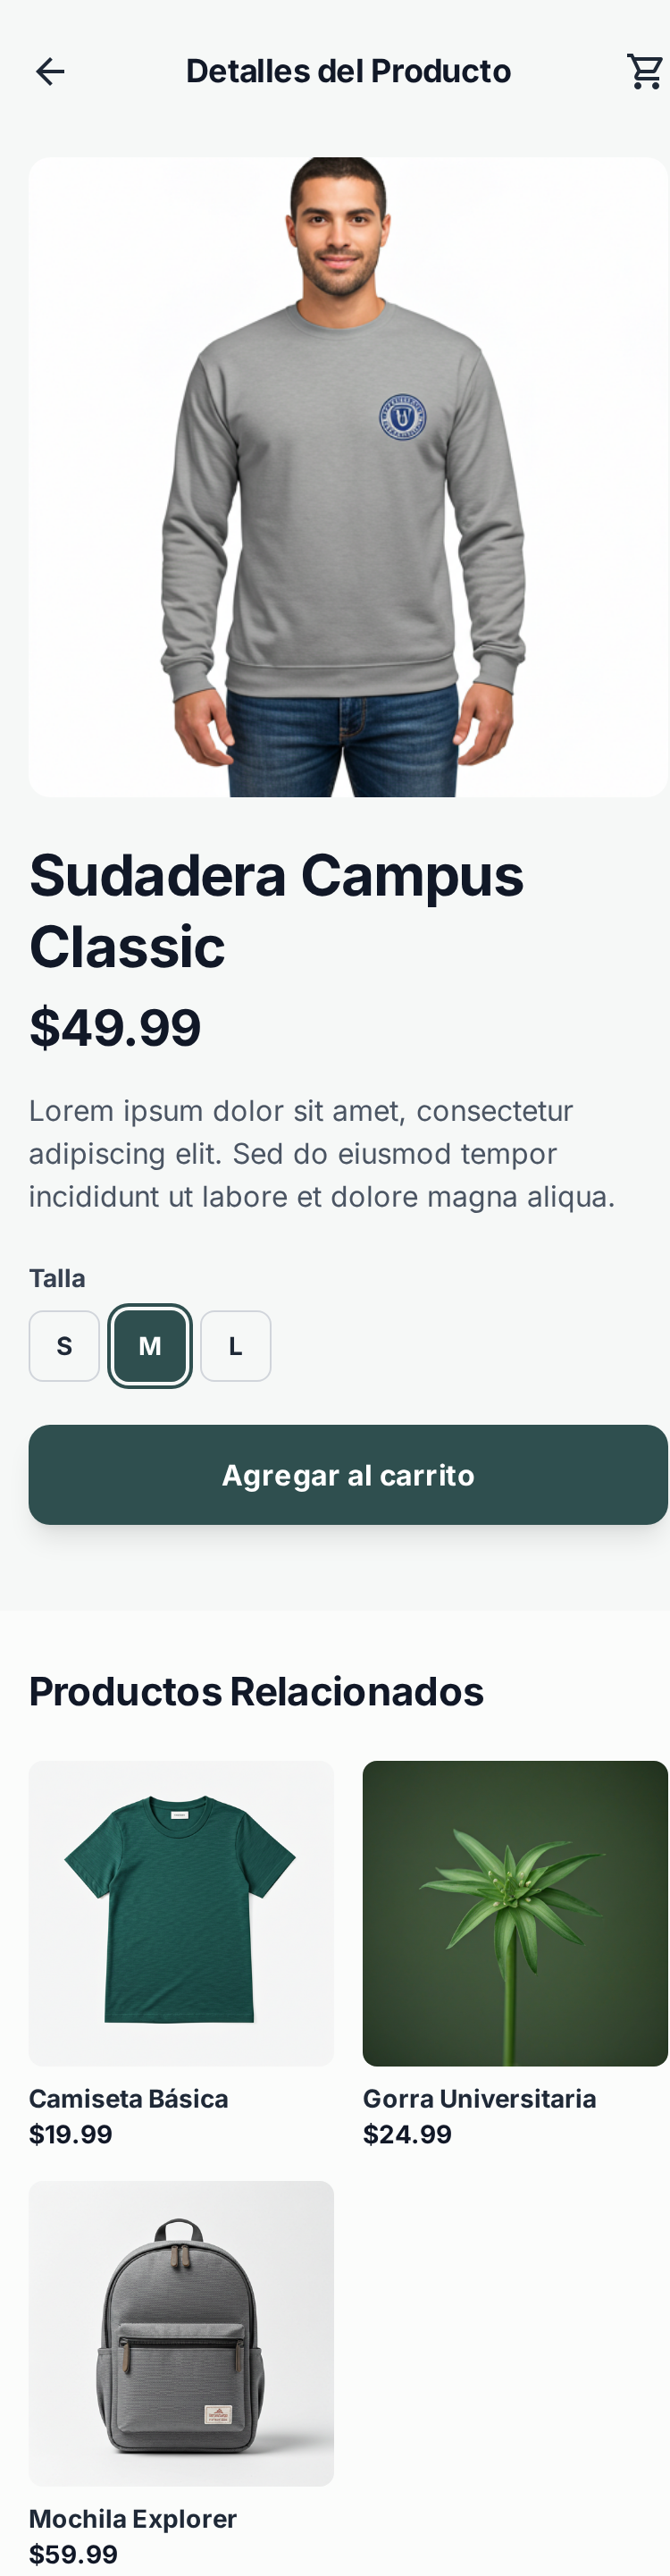 Detalles del Producto
Sudadera Campus
Classic
$49.99
Lorem ipsum dolor sit amet, consectetur
adipiscing elit. Sed do eiusmod tempor
incididunt ut labore et dolore magna aliqua.
Talla
S M L
Agregar al carrito
Productos Relacionados
Camiseta Básica
$19.99
Gorra Universitaria
$24.99
Mochila Explorer
$59.99